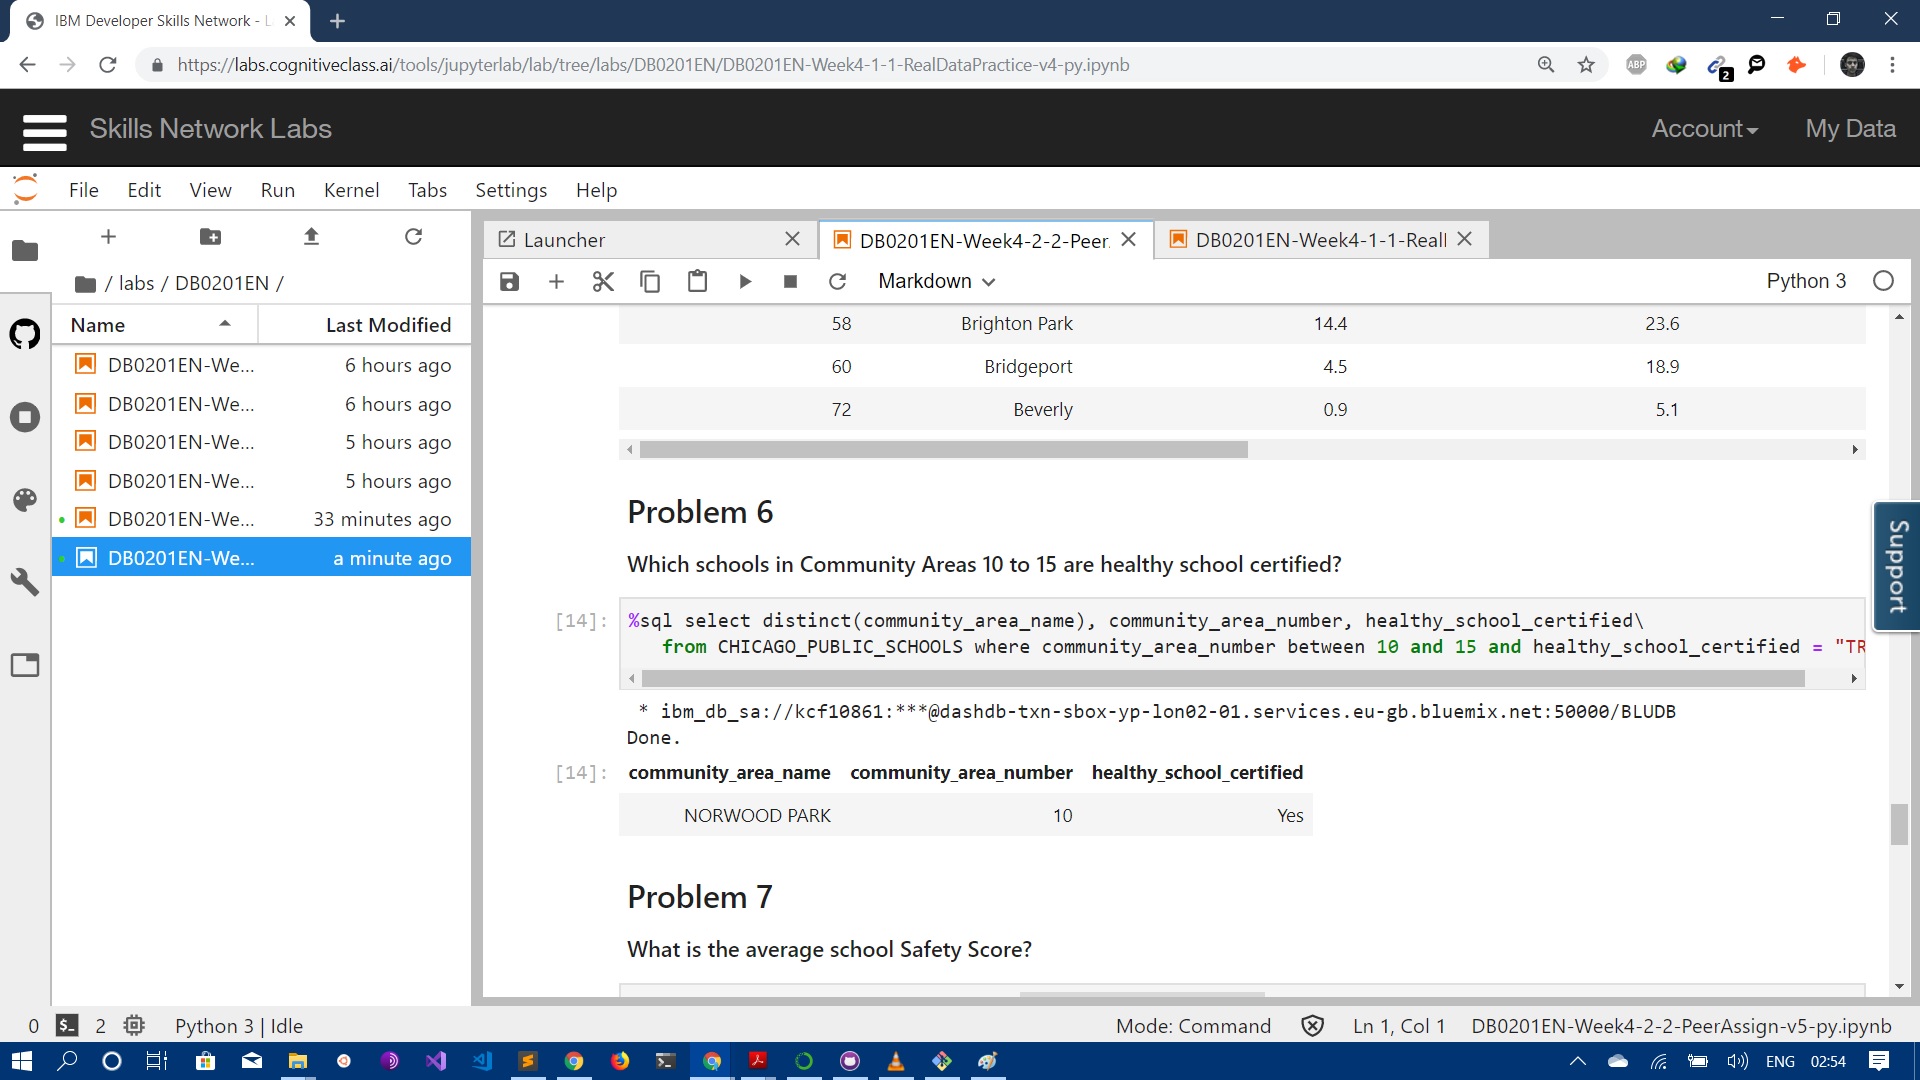 IBM Developer Skills Network - L
https://labs.cognitiveclass.ai/tools/jupyterlab/lab/tree/labs/DB0201EN/DB0201EN-Week4-1-1-RealDataPractice-v4-py.ipynb
ABP
2
Skills Network Labs
Account
My Data
File Edit View Run Kernel Tabs Settings Help
Launcher
DB0201EN-Week4-2-2-Peer
DB0201EN-Week4-1-1-Real
/ labs / DB0201EN /
Markdown
Python 3
Name Last Modified
DB0201EN-We... 6 hours ago
DB0201EN-We... 6 hours ago
DB0201EN-We... 5 hours ago
DB0201EN-We... 5 hours ago
DB0201EN-We... 33 minutes ago
DB0201EN-We... a minute ago
58 Brighton Park 14.4 23.6
60 Bridgeport 4.5 18.9
72 Beverly 0.9 5.1
Problem 6
Which schools in Community Areas 10 to 15 are healthy school certified?
[14]: %sql select distinct(community_area_name), community_area_number, healthy_school_certified\
from CHICAGO_PUBLIC_SCHOOLS where community_area_number between 10 and 15 and healthy_school_certified = "TR
* ibm_db_sa://kcf10861:***@dashdb-txn-sbox-yp-lon02-01.services.eu-gb.bluemix.net:50000/BLUDB
Done.
[14]: community_area_name community_area_number healthy_school_certified
NORWOOD PARK 10 Yes
Problem 7
What is the average school Safety Score?
Support
0 $_ 2 Python 3 | Idle
Mode: Command Ln 1, Col 1 DB0201EN-Week4-2-2-PeerAssign-v5-py.ipynb
ENG 02:54